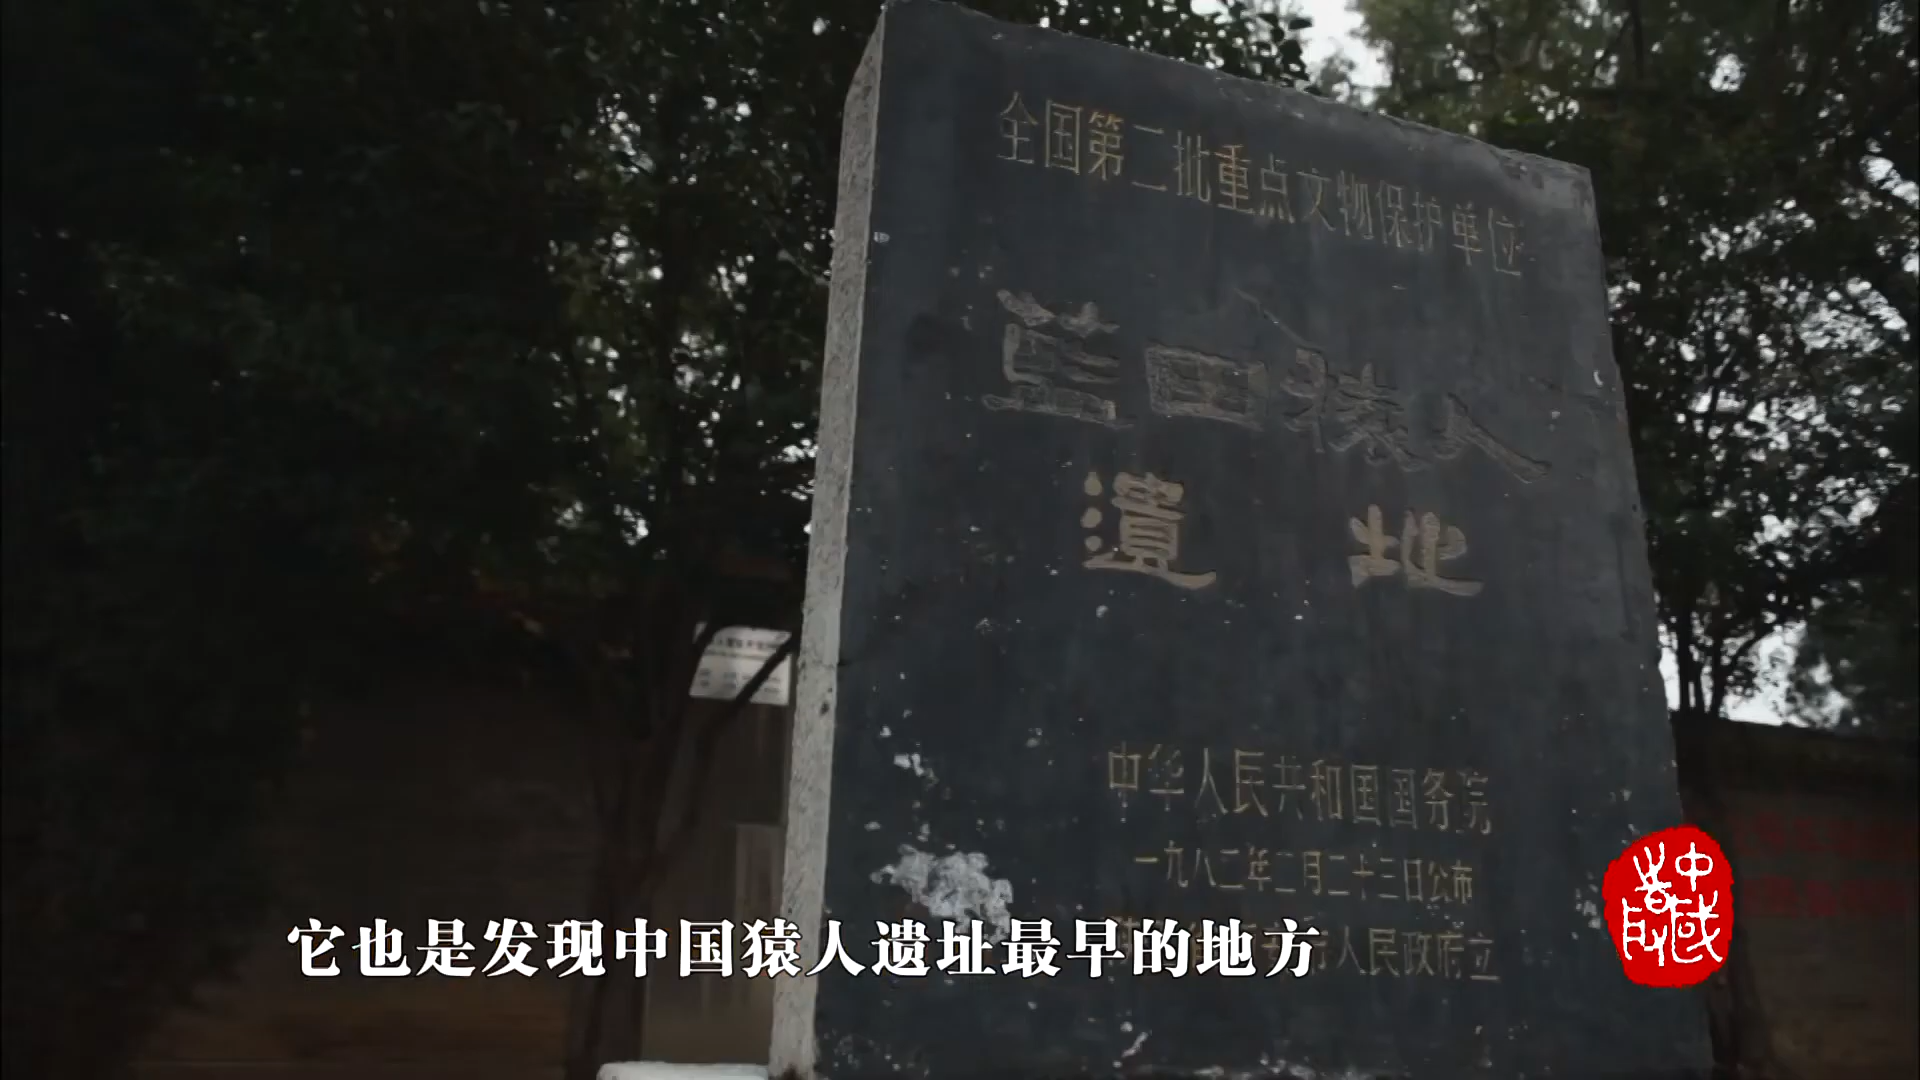 全国第二批重点文物保护单位
蓝田猿人
遺址
中华人民共和国国务院
一九八二年二月二十三日公布
人民政府立
它也是发现中国猿人遗址最早的地方